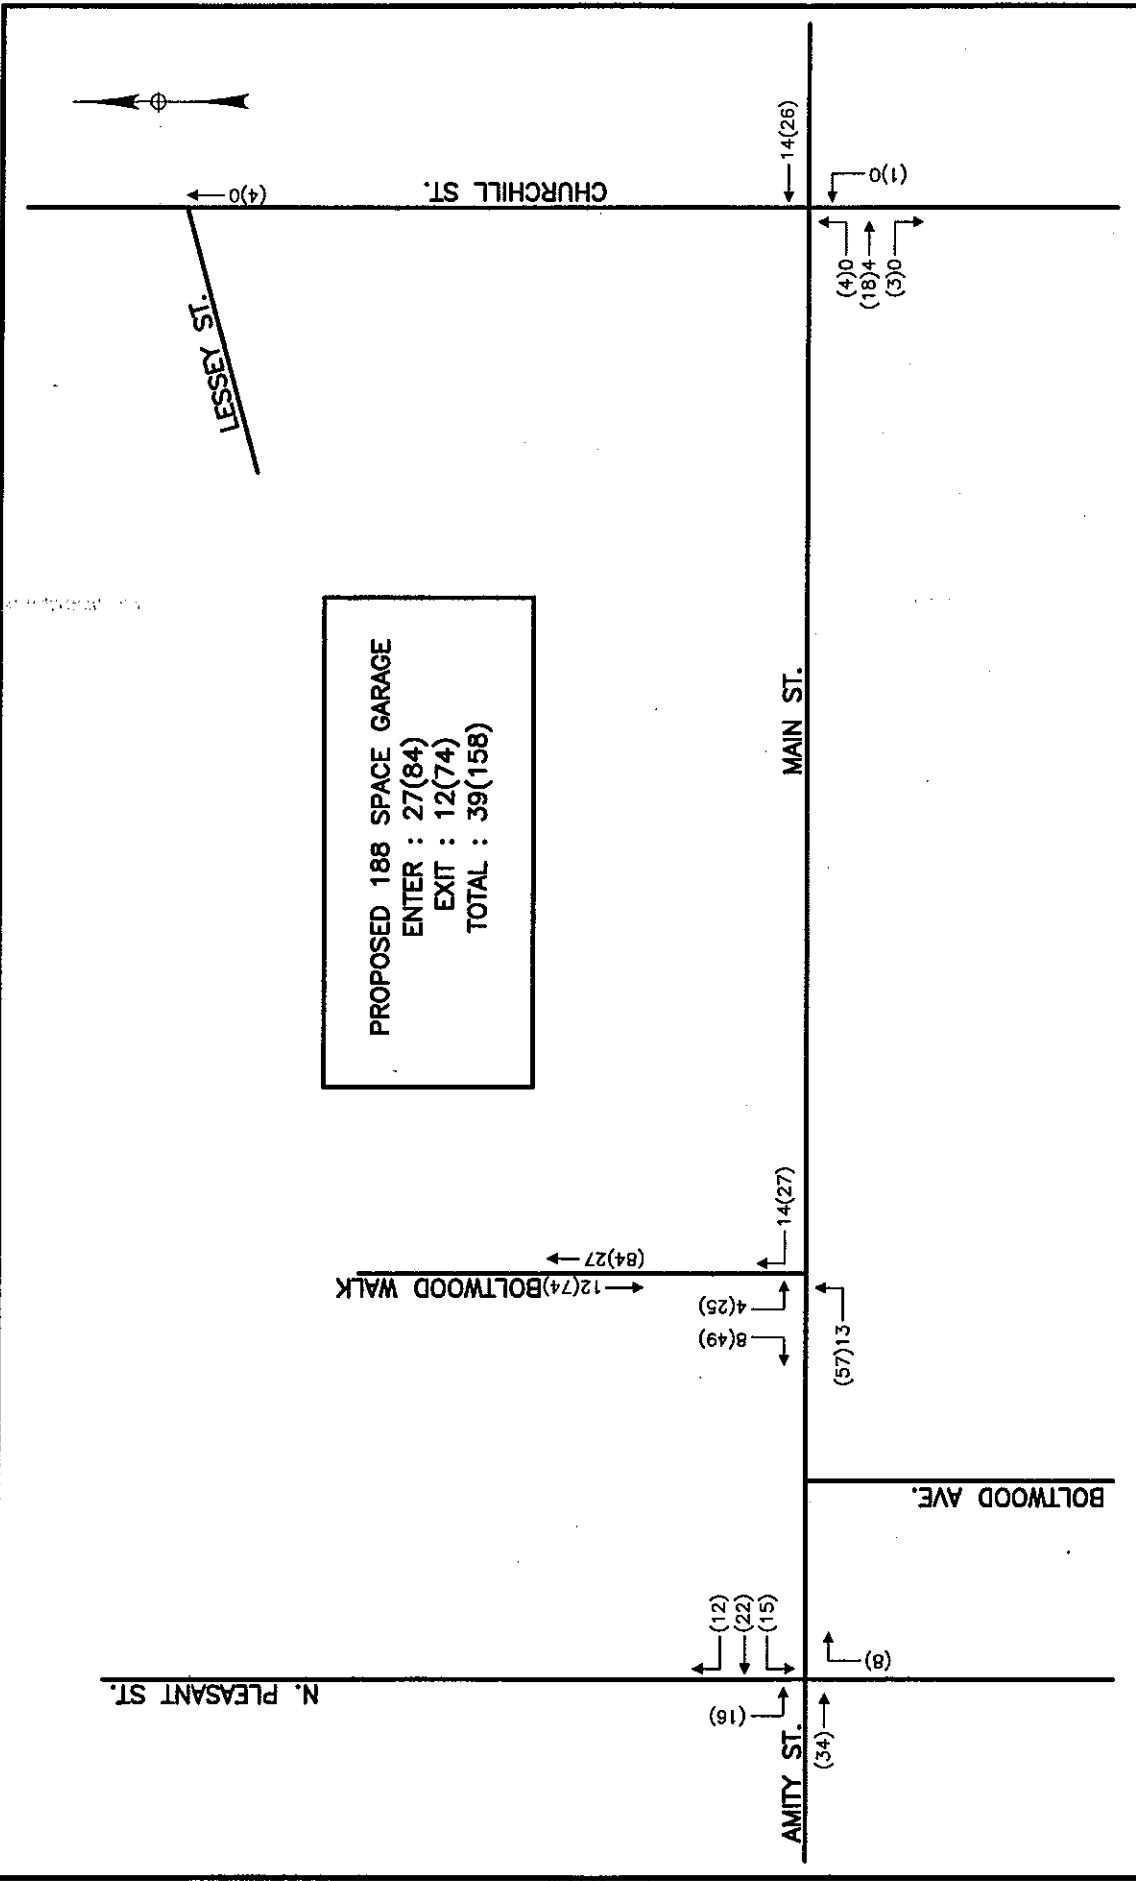 (4)0
CHURCHILL ST.
14(26)
(1)0
(4)0
(18)4
(3)0
LESSEY ST.
PROPOSED 188 SPACE GARAGE
ENTER : 27(84)
EXIT : 12(74)
TOTAL : 39(158)
MAIN ST.
(84)27
12(74)
BOLTWOOD WALK
14(27)
4(25)
8(49)
(57)13
BOLTWOOD AVE.
N. PLEASANT ST.
(12)
(22)
(15)
(8)
(16)
(34)
AMITY ST.